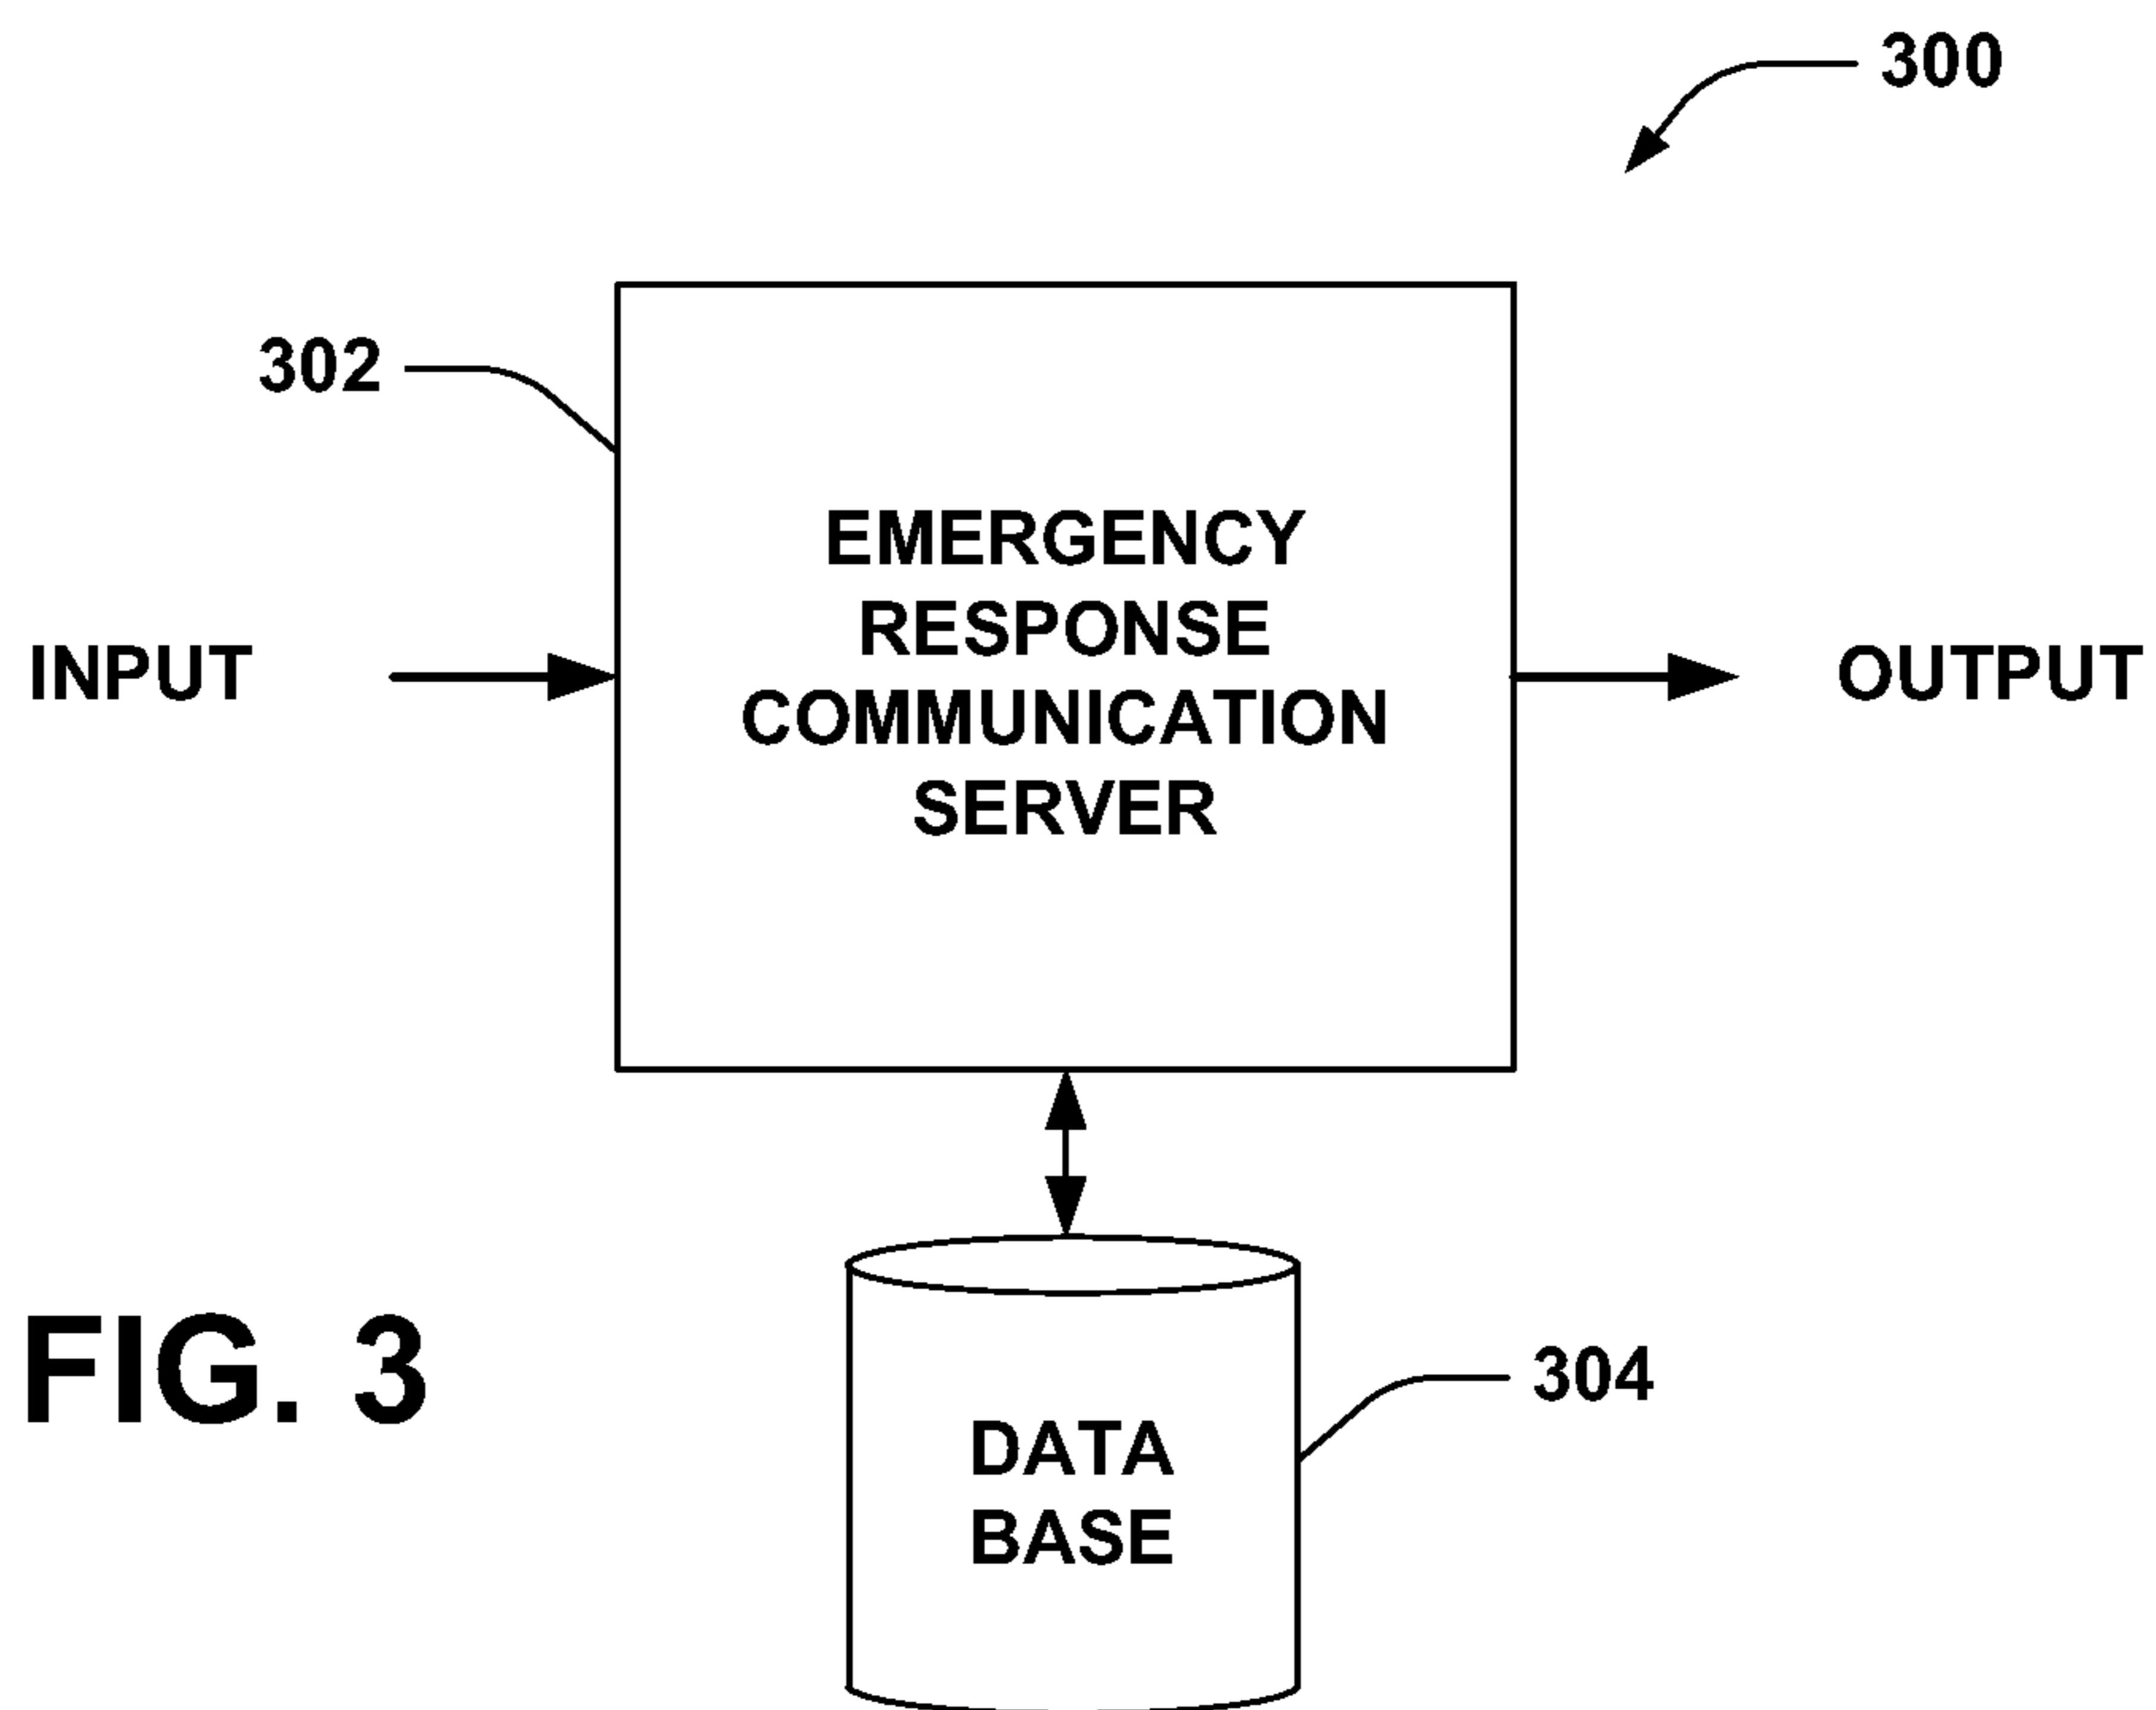 300
302
EMERGENCY
RESPONSE
COMMUNICATION
SERVER
INPUT
OUTPUT
FIG. 3
304
DATA
BASE